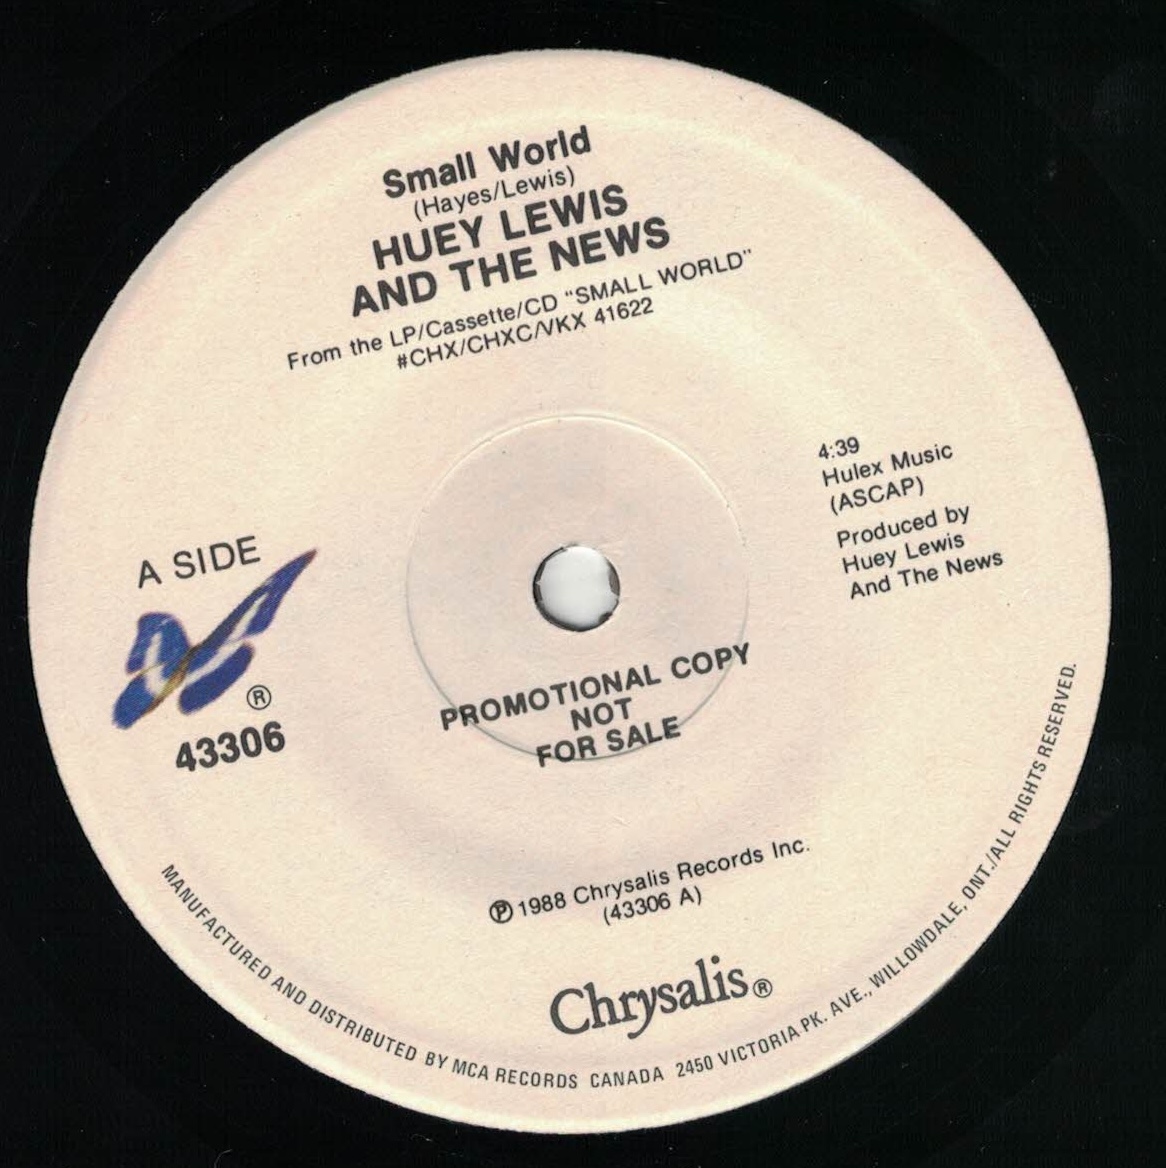 Small World
(Hayes/Lewis)
HUEY LEWIS
AND THE NEWS
From the LP/Cassette/CD "SMALL WORLD"
#CHX/CHXC/VKX 41622
4:39
Hulex Music
(ASCAP)
Produced by
Huey Lewis
And The News
A SIDE
®
43306
PROMOTIONAL COPY
NOT
FOR SALE
℗ 1988 Chrysalis Records Inc.
(43306 A)
Chrysalis®
MANUFACTURED AND DISTRIBUTED BY MCA RECORDS CANADA 2450 VICTORIA PK. AVE., WILLOWDALE, ONT./ALL RIGHTS RESERVED.